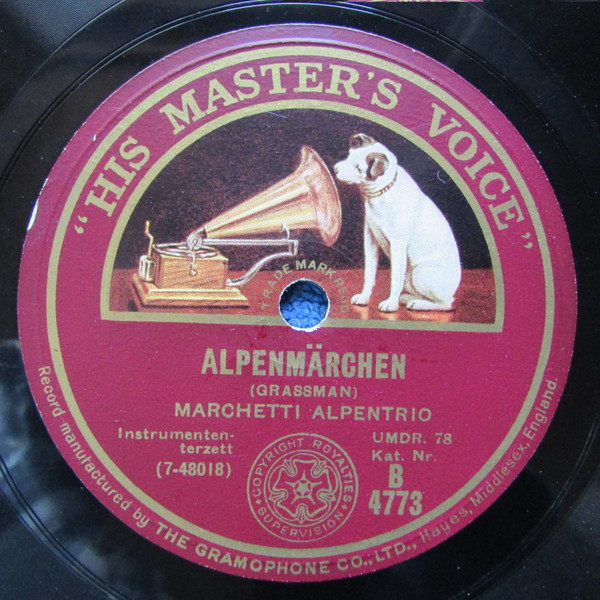 "HIS MASTER'S VOICE"
TRADE MARK REGD
ALPENMÄRCHEN
(GRASSMAN)
MARCHETTI ALPENTRIO
Instrumenten-
terzett
(7-48018)
UMDR. 78
Kat. Nr.
B
4773
COPYRIGHT ROYALTIES
SUPERVISION
Record manufactured by THE GRAMOPHONE CO., LTD., Hayes, Middlesex, England.